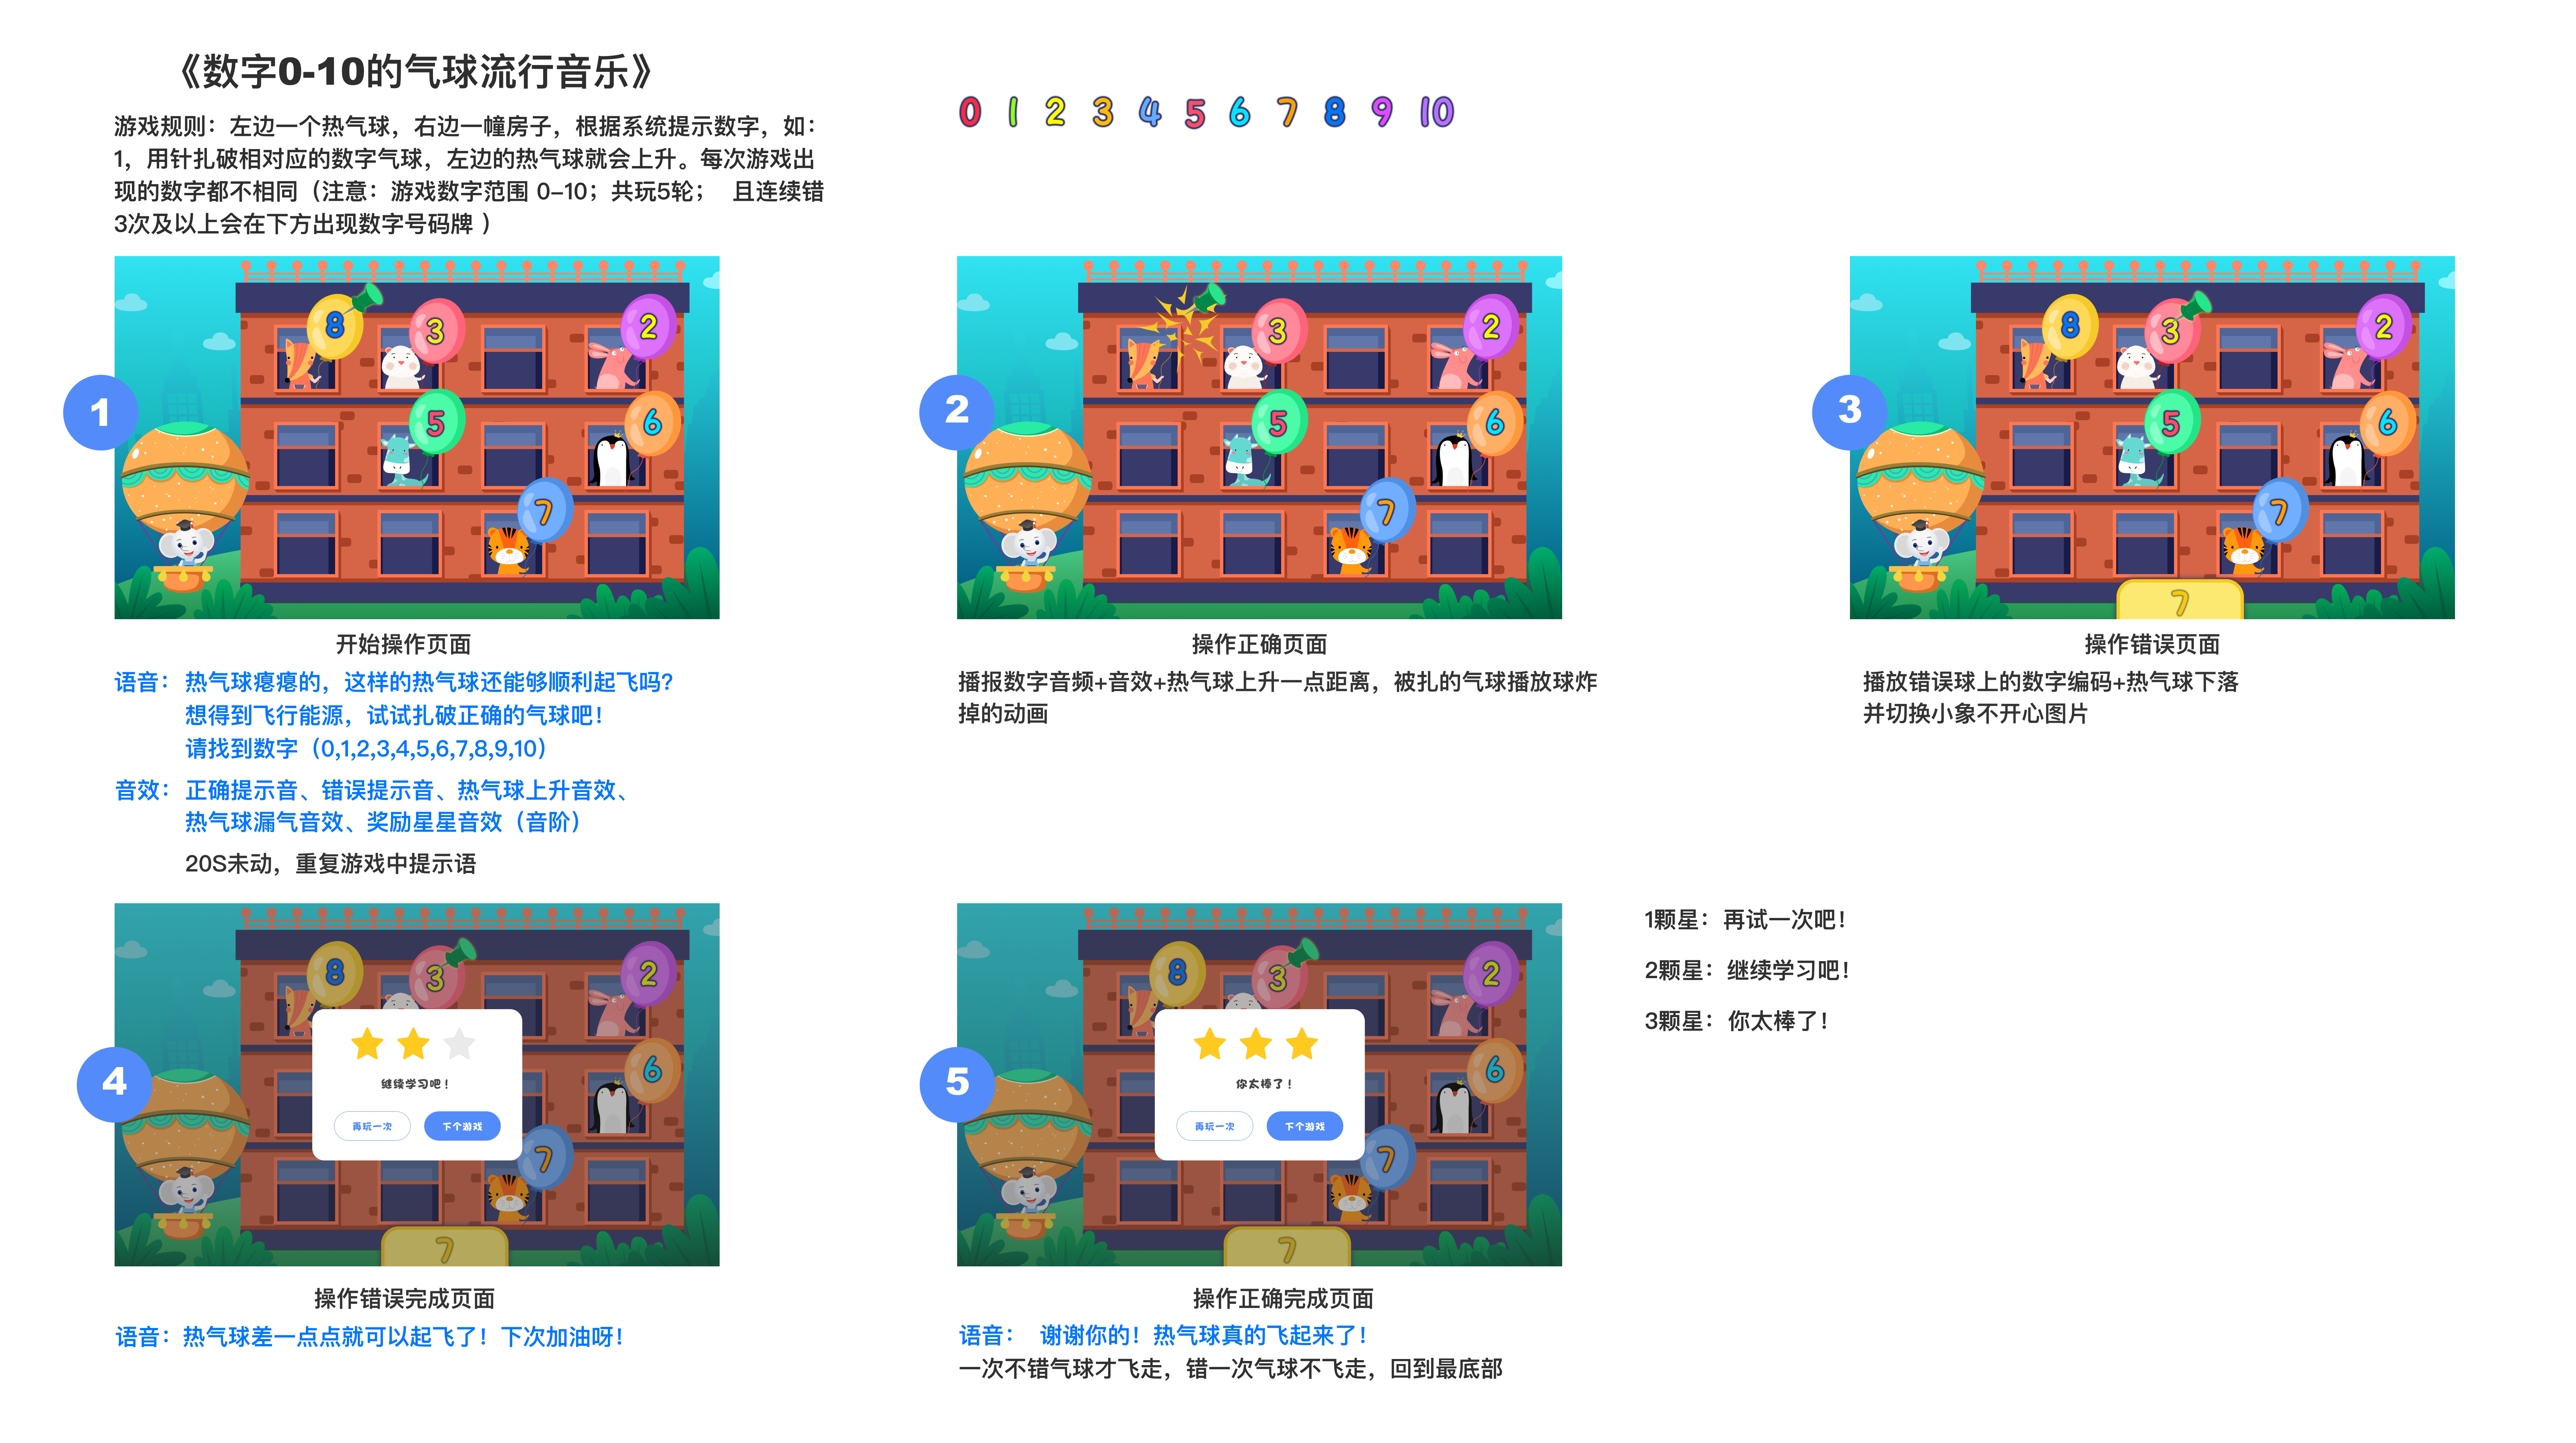 《数字0-10的气球流行音乐》
游戏规则：左边一个热气球，右边一幢房子，根据系统提示数字，如：
1，用针扎破相对应的数字气球，左边的热气球就会上升。每次游戏出
现的数字都不相同（注意：游戏数字范围 0-10；共玩5轮； 且连续错
3次及以上会在下方出现数字号码牌 ）
0 1 2 3 4 5 6 7 8 9 10
1
8 3 2
5 6
7
开始操作页面
语音：热气球瘪瘪的，这样的热气球还能够顺利起飞吗？
想得到飞行能源，试试扎破正确的气球吧！
请找到数字（0,1,2,3,4,5,6,7,8,9,10）
音效：正确提示音、错误提示音、热气球上升音效、
热气球漏气音效、奖励星星音效（音阶）
20S未动，重复游戏中提示语
2
3 2
5 6
7
操作正确页面
播报数字音频+音效+热气球上升一点距离，被扎的气球播放球炸
掉的动画
3
8 3 2
5 6
7
7
操作错误页面
播放错误球上的数字编码+热气球下落
并切换小象不开心图片
4
8 3 2
6
7
继续学习吧！
再玩一次 下个游戏
7
操作错误完成页面
语音：热气球差一点点就可以起飞了！下次加油呀！
5
8 3 2
6
7
你太棒了！
再玩一次 下个游戏
7
操作正确完成页面
语音： 谢谢你的！热气球真的飞起来了！
一次不错气球才飞走，错一次气球不飞走，回到最底部
1颗星：再试一次吧！
2颗星：继续学习吧！
3颗星：你太棒了！